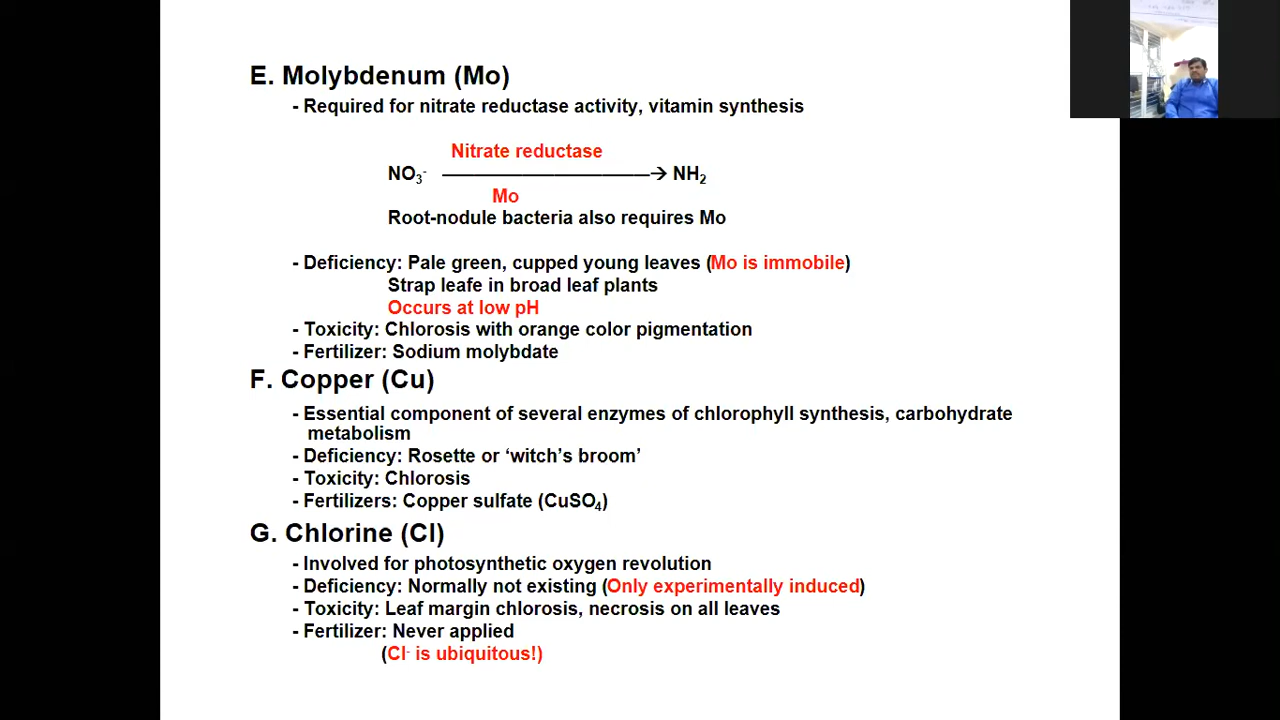 E. Molybdenum (Mo)
- Required for nitrate reductase activity, vitamin synthesis
Nitrate reductase
NO3- ————————————→ NH2
Mo
Root-nodule bacteria also requires Mo
- Deficiency: Pale green, cupped young leaves (Mo is immobile)
Strap leafe in broad leaf plants
Occurs at low pH
- Toxicity: Chlorosis with orange color pigmentation
- Fertilizer: Sodium molybdate
F. Copper (Cu)
- Essential component of several enzymes of chlorophyll synthesis, carbohydrate
metabolism
- Deficiency: Rosette or ‘witch’s broom’
- Toxicity: Chlorosis
- Fertilizers: Copper sulfate (CuSO4)
G. Chlorine (Cl)
- Involved for photosynthetic oxygen revolution
- Deficiency: Normally not existing (Only experimentally induced)
- Toxicity: Leaf margin chlorosis, necrosis on all leaves
- Fertilizer: Never applied
(Cl- is ubiquitous!)